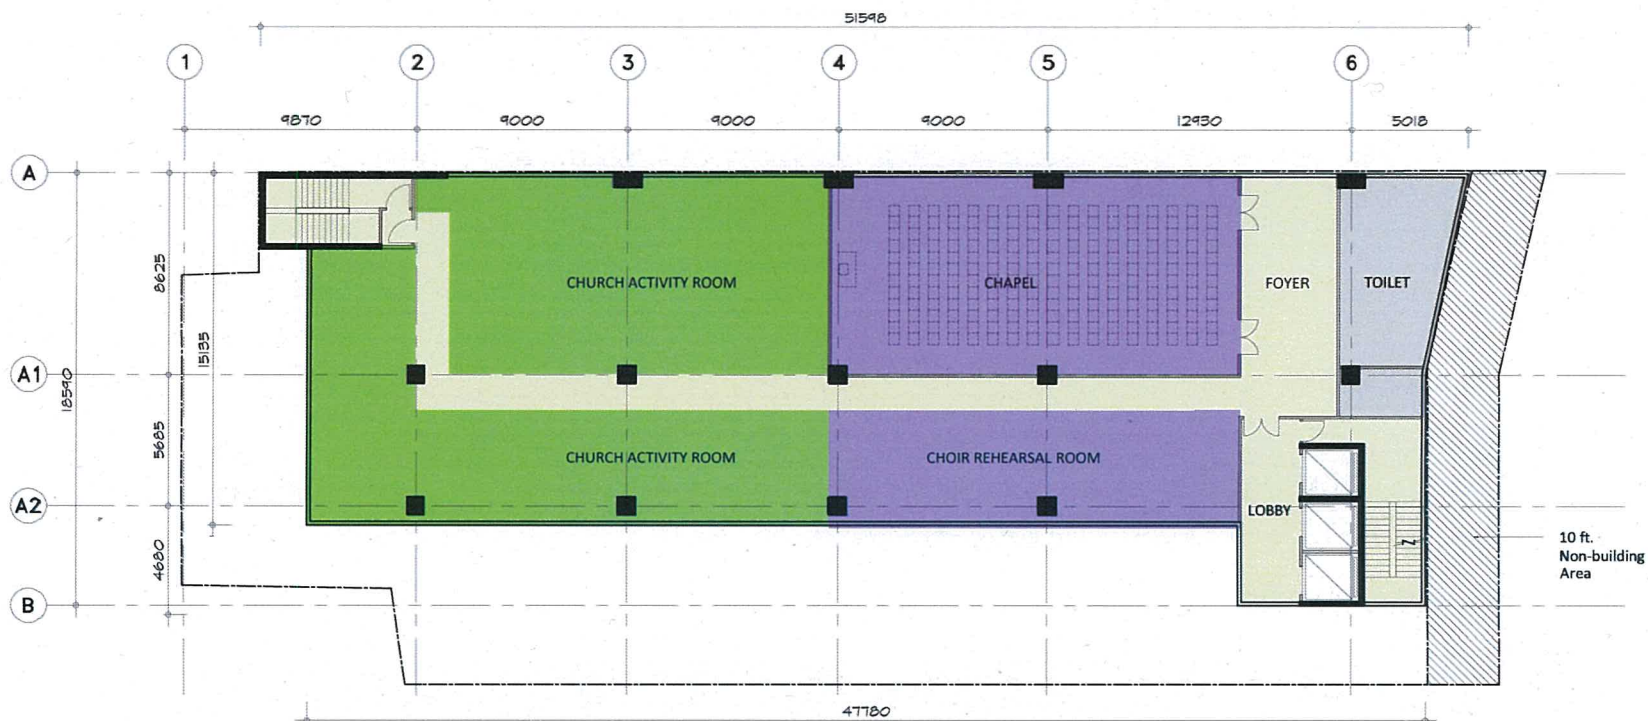 51598
1 2 3 4 5 6
9870 9000 9000 9000 12930 5018
A
8625
CHURCH ACTIVITY ROOM CHAPEL FOYER TOILET
15135
A1
18590
5685
CHURCH ACTIVITY ROOM CHOIR REHEARSAL ROOM
A2
LOBBY
4680
10 ft.
Non-building
Area
B
47780